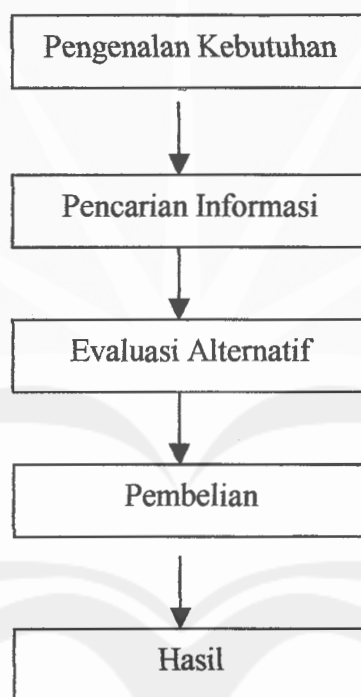 Pengenalan Kebutuhan
Pencarian Informasi
Evaluasi Alternatif
Pembelian
Hasil